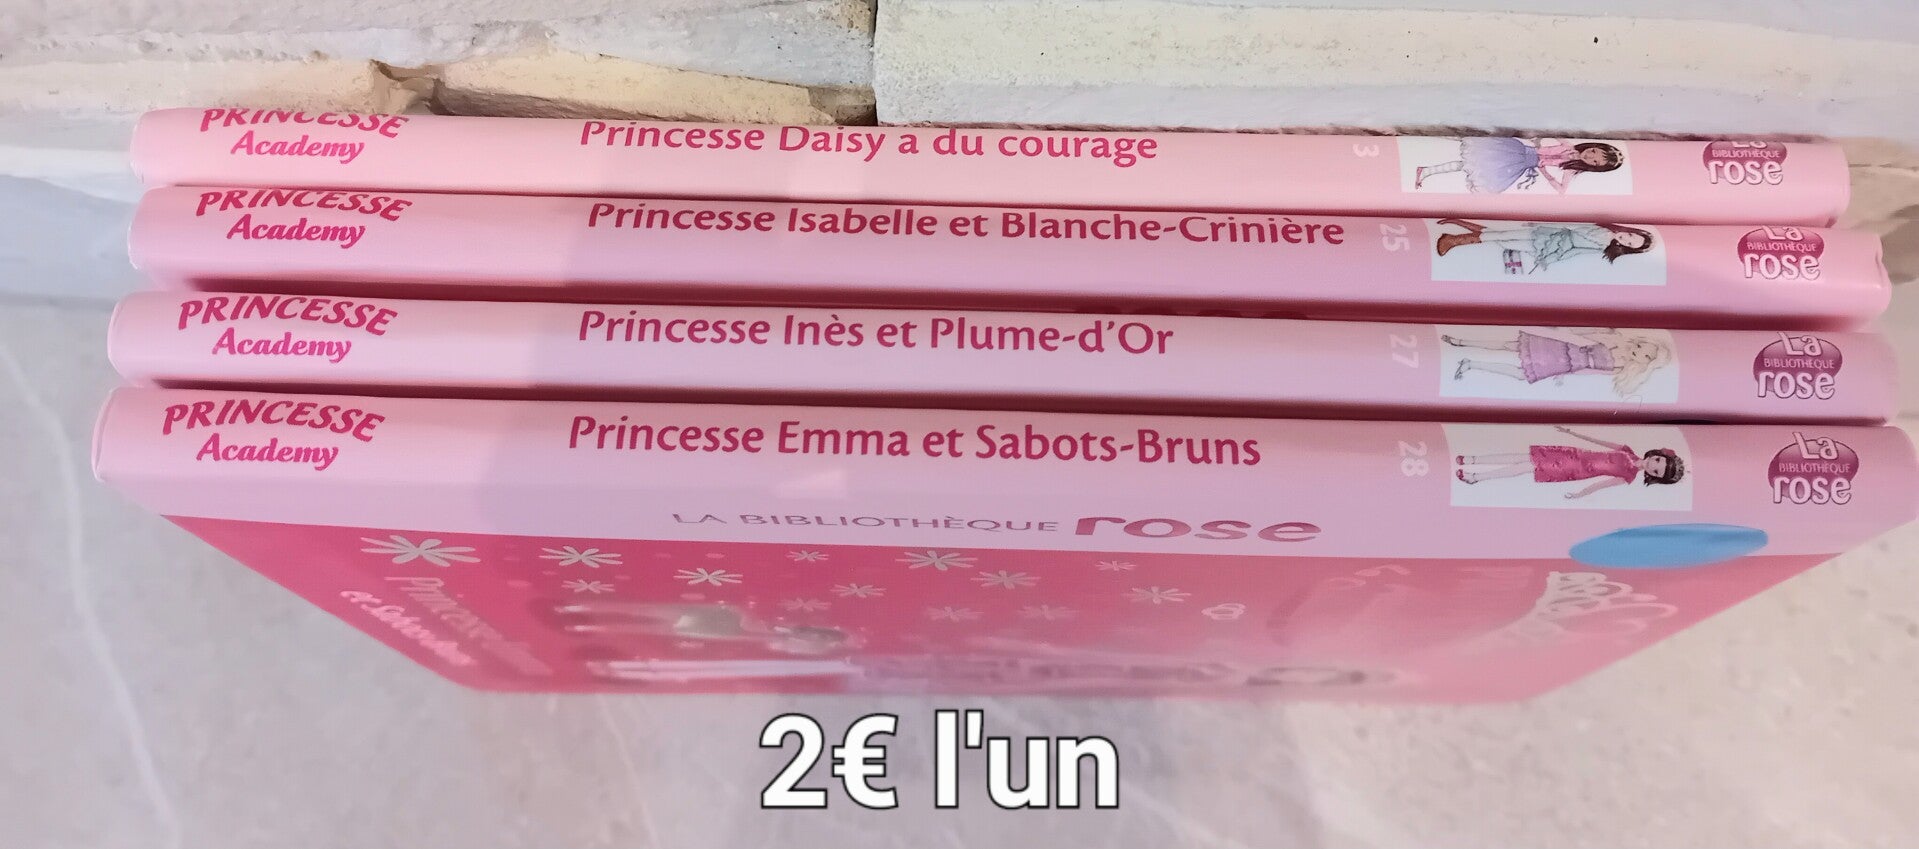 PRINCESSE
Academy
Princesse Daisy a du courage
3
La
BIBLIOTHÈQUE
rose
PRINCESSE
Academy
Princesse Isabelle et Blanche-Crinière
25
La
BIBLIOTHÈQUE
rose
PRINCESSE
Academy
Princesse Inès et Plume-d'Or
27
La
BIBLIOTHÈQUE
rose
PRINCESSE
Academy
Princesse Emma et Sabots-Bruns
28
La
BIBLIOTHÈQUE
rose
LA BIBLIOTHÈQUE rose
2€ l'un